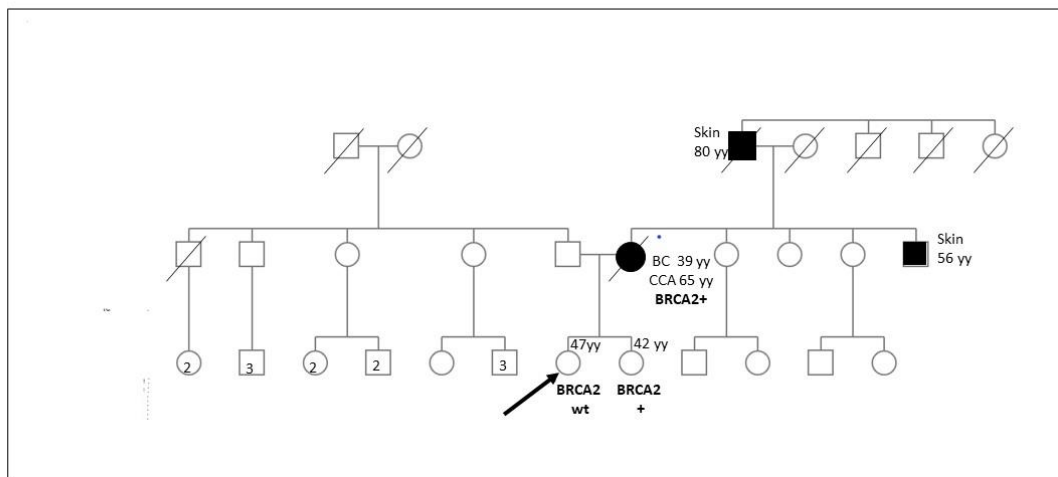 Skin
80 yy
Skin
56 yy
BC 39 yy
CCA 65 yy
BRCA2+
47yy
42 yy
2
3
2
2
3
BRCA2
wt
BRCA2
+